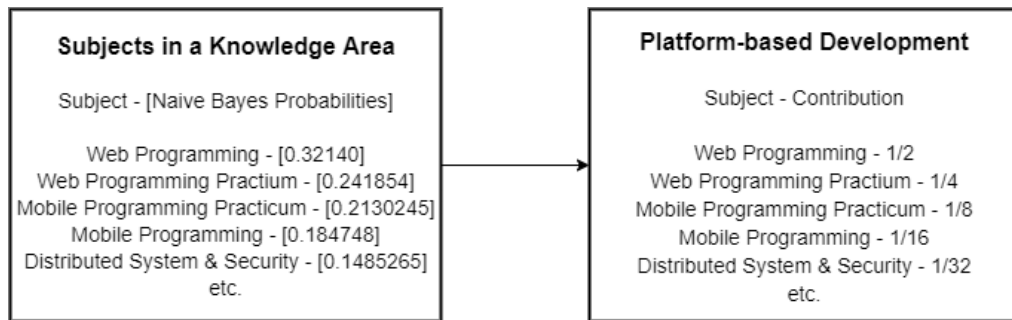 Subjects in a Knowledge Area
Subject - [Naive Bayes Probabilities]
Web Programming - [0.32140]
Web Programming Practium - [0.241854]
Mobile Programming Practicum - [0.2130245]
Mobile Programming - [0.184748]
Distributed System & Security - [0.1485265]
etc.
Platform-based Development
Subject - Contribution
Web Programming - 1/2
Web Programming Practium - 1/4
Mobile Programming Practicum - 1/8
Mobile Programming - 1/16
Distributed System & Security - 1/32
etc.